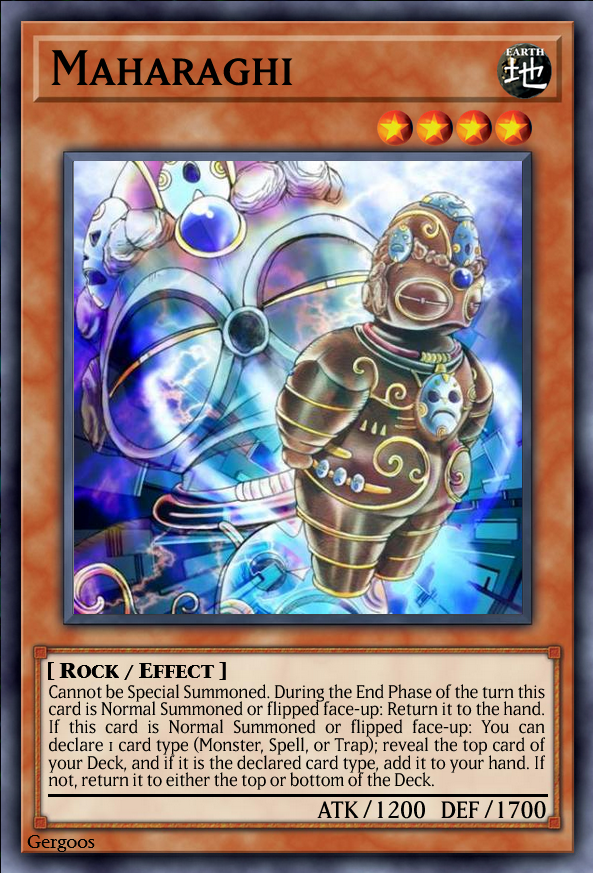 MAHARAGHI
EARTH
地
[ ROCK / EFFECT ]
Cannot be Special Summoned. During the End Phase of the turn this
card is Normal Summoned or flipped face-up: Return it to the hand.
If this card is Normal Summoned or flipped face-up: You can
declare 1 card type (Monster, Spell, or Trap); reveal the top card of
your Deck, and if it is the declared card type, add it to your hand. If
not, return it to either the top or bottom of the Deck.
ATK/1200 DEF/1700
Gergoos